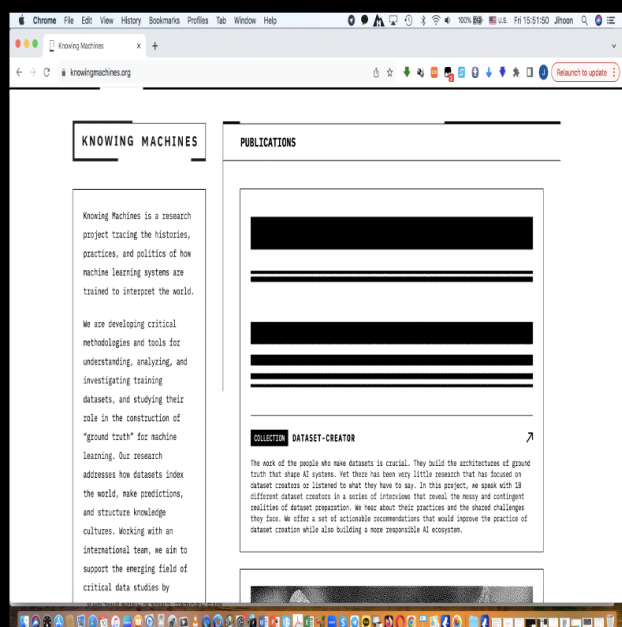 Chrome File Edit View History Bookmarks Profiles Tab Window Help 100% U.S. Fri 15:51:50 Jihoon
Knowing Machines
knowingmachines.org
Relaunch to update
KNOWING MACHINES
PUBLICATIONS
Knowing Machines is a research
project tracing the histories,
practices, and politics of how
machine learning systems are
trained to interpret the world.
We are developing critical
methodologies and tools for
understanding, analyzing, and
investigating training
datasets, and studying their
role in the construction of
“ground truth” for machine
learning. Our research
addresses how datasets index
the world, make predictions,
and structure knowledge
cultures. Working with an
international team, we aim to
support the emerging field of
critical data studies by
COLLECTION DATASET-CREATOR
The work of the people who make datasets is crucial. They build the architectures of ground
truth that shape AI systems. Yet there has been very little research that has focused on
dataset creators or listened to what they have to say. In this project, we speak with 18
different dataset creators in a series of interviews that reveal the messy and contingent
realities of dataset preparation. We hear about their practices and the shared challenges
they face. We offer a set of actionable recommendations that would improve the practice of
dataset creation while also building a more responsible AI ecosystem.